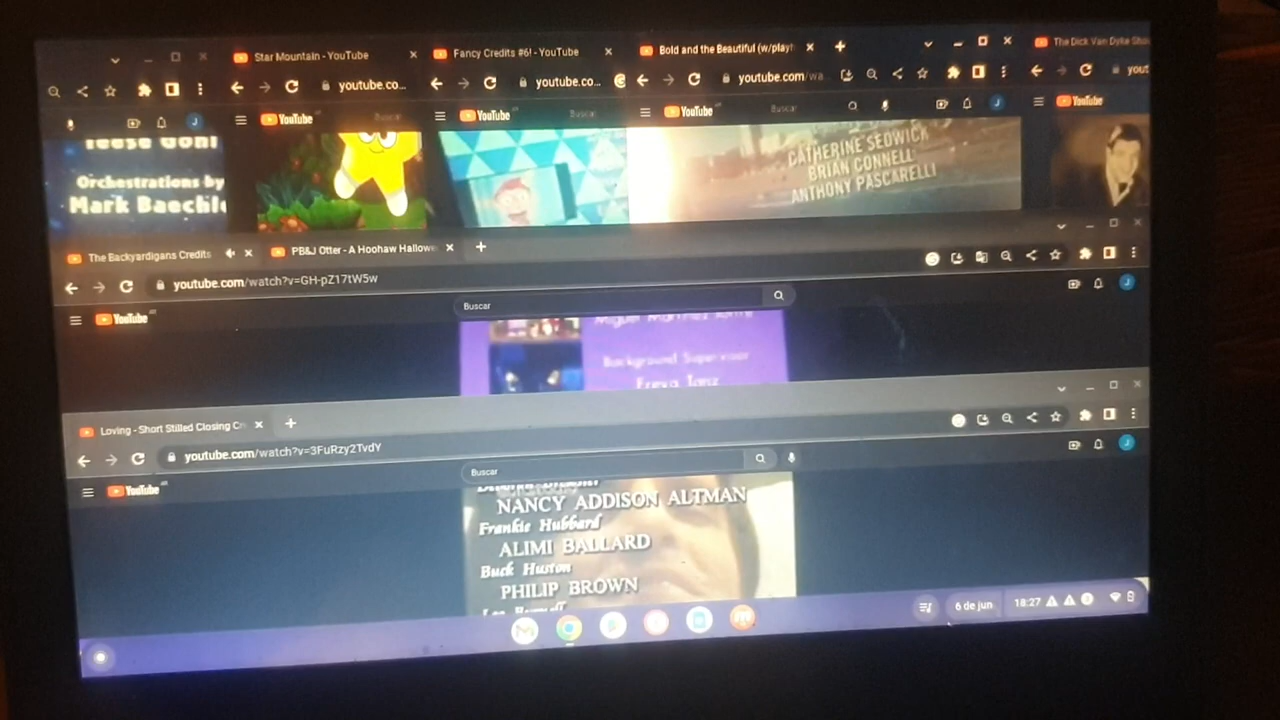 Star Mountain - YouTube
Fancy Credits #6! - YouTube
Bold and the Beautiful (w/play
The Dick Van Dyke Sho
youtube.co...
youtube.co...
youtube.com/wa
yout
J
YouTube
Buscar
YouTube
Buscar
YouTube
Buscar
J
YouTube
Orchestrations by
Mark Baechle
CATHERINE SEDWICK
BRIAN CONNELL
ANTHONY PASCARELLI
The Backyardigans Credits
PB&J Otter - A Hoohaw Hallowe
youtube.com/watch?v=GH-pZ17tW5w
YouTube
Buscar
J
Background Supervisor
Loving - Short Stilled Closing Cr
youtube.com/watch?v=3FuRzy2TvdY
YouTube
Buscar
J
NANCY ADDISON ALTMAN
Frankie Hubbard
ALIMI BALLARD
Buck Huston
PHILIP BROWN
6 de jun
18:27